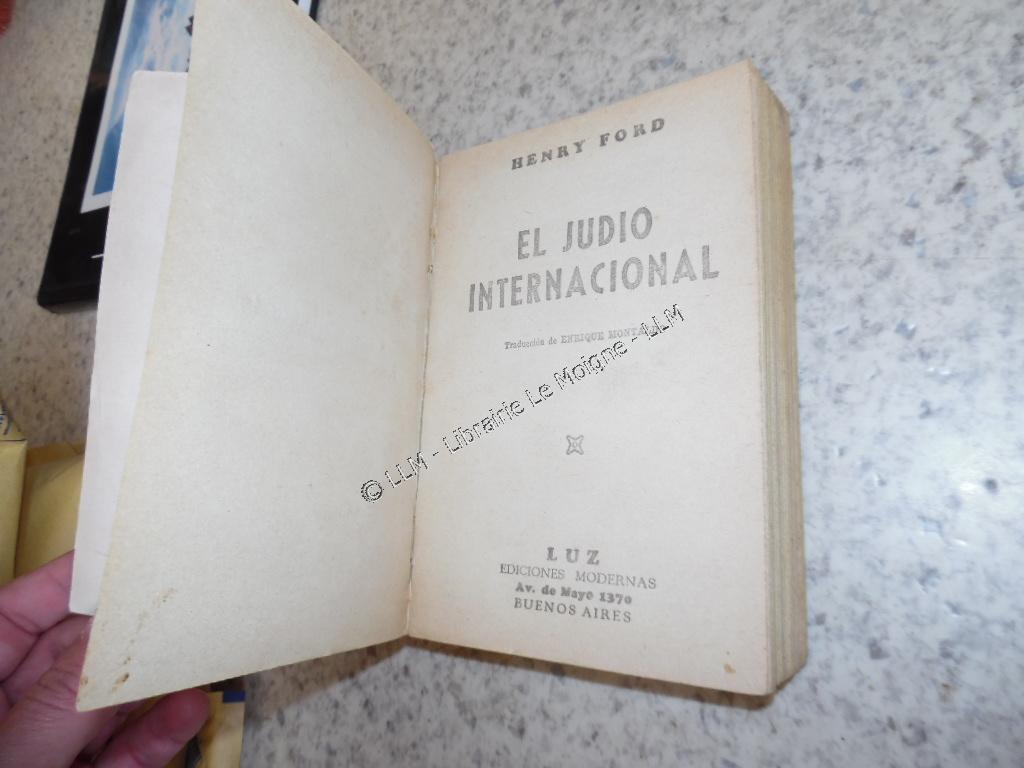 HENRY FORD
EL JUDIO
INTERNACIONAL
Traducción de ENRIQUE
© LLM - Librairie Le Moigne - LLM
LUZ
EDICIONES MODERNAS
Av. de Mayo 1370
BUENOS AIRES